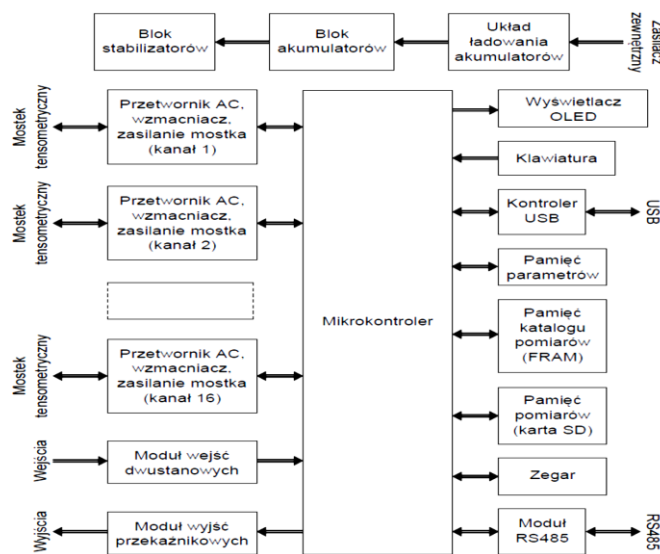 Blok
stabilizatorów
Blok
akumulatorów
Układ
ładowania
akumulatorów
Zasilacz
zewnętrzny
Mostek
tensometryczny
Przetwornik AC,
wzmacniacz,
zasilanie mostka
(kanał 1)
Mostek
tensometryczny
Przetwornik AC,
wzmacniacz,
zasilanie mostka
(kanał 2)
Mostek
tensometryczny
Przetwornik AC,
wzmacniacz,
zasilanie mostka
(kanał 16)
Wejścia
Moduł wejść
dwustanowych
Wyjścia
Moduł wyjść
przekaźnikowych
Mikrokontroler
Wyświetlacz
OLED
Klawiatura
Kontroler
USB
USB
Pamięć
parametrów
Pamięć
katalogu
pomiarów
(FRAM)
Pamięć
pomiarów
(karta SD)
Zegar
Moduł
RS485
RS485